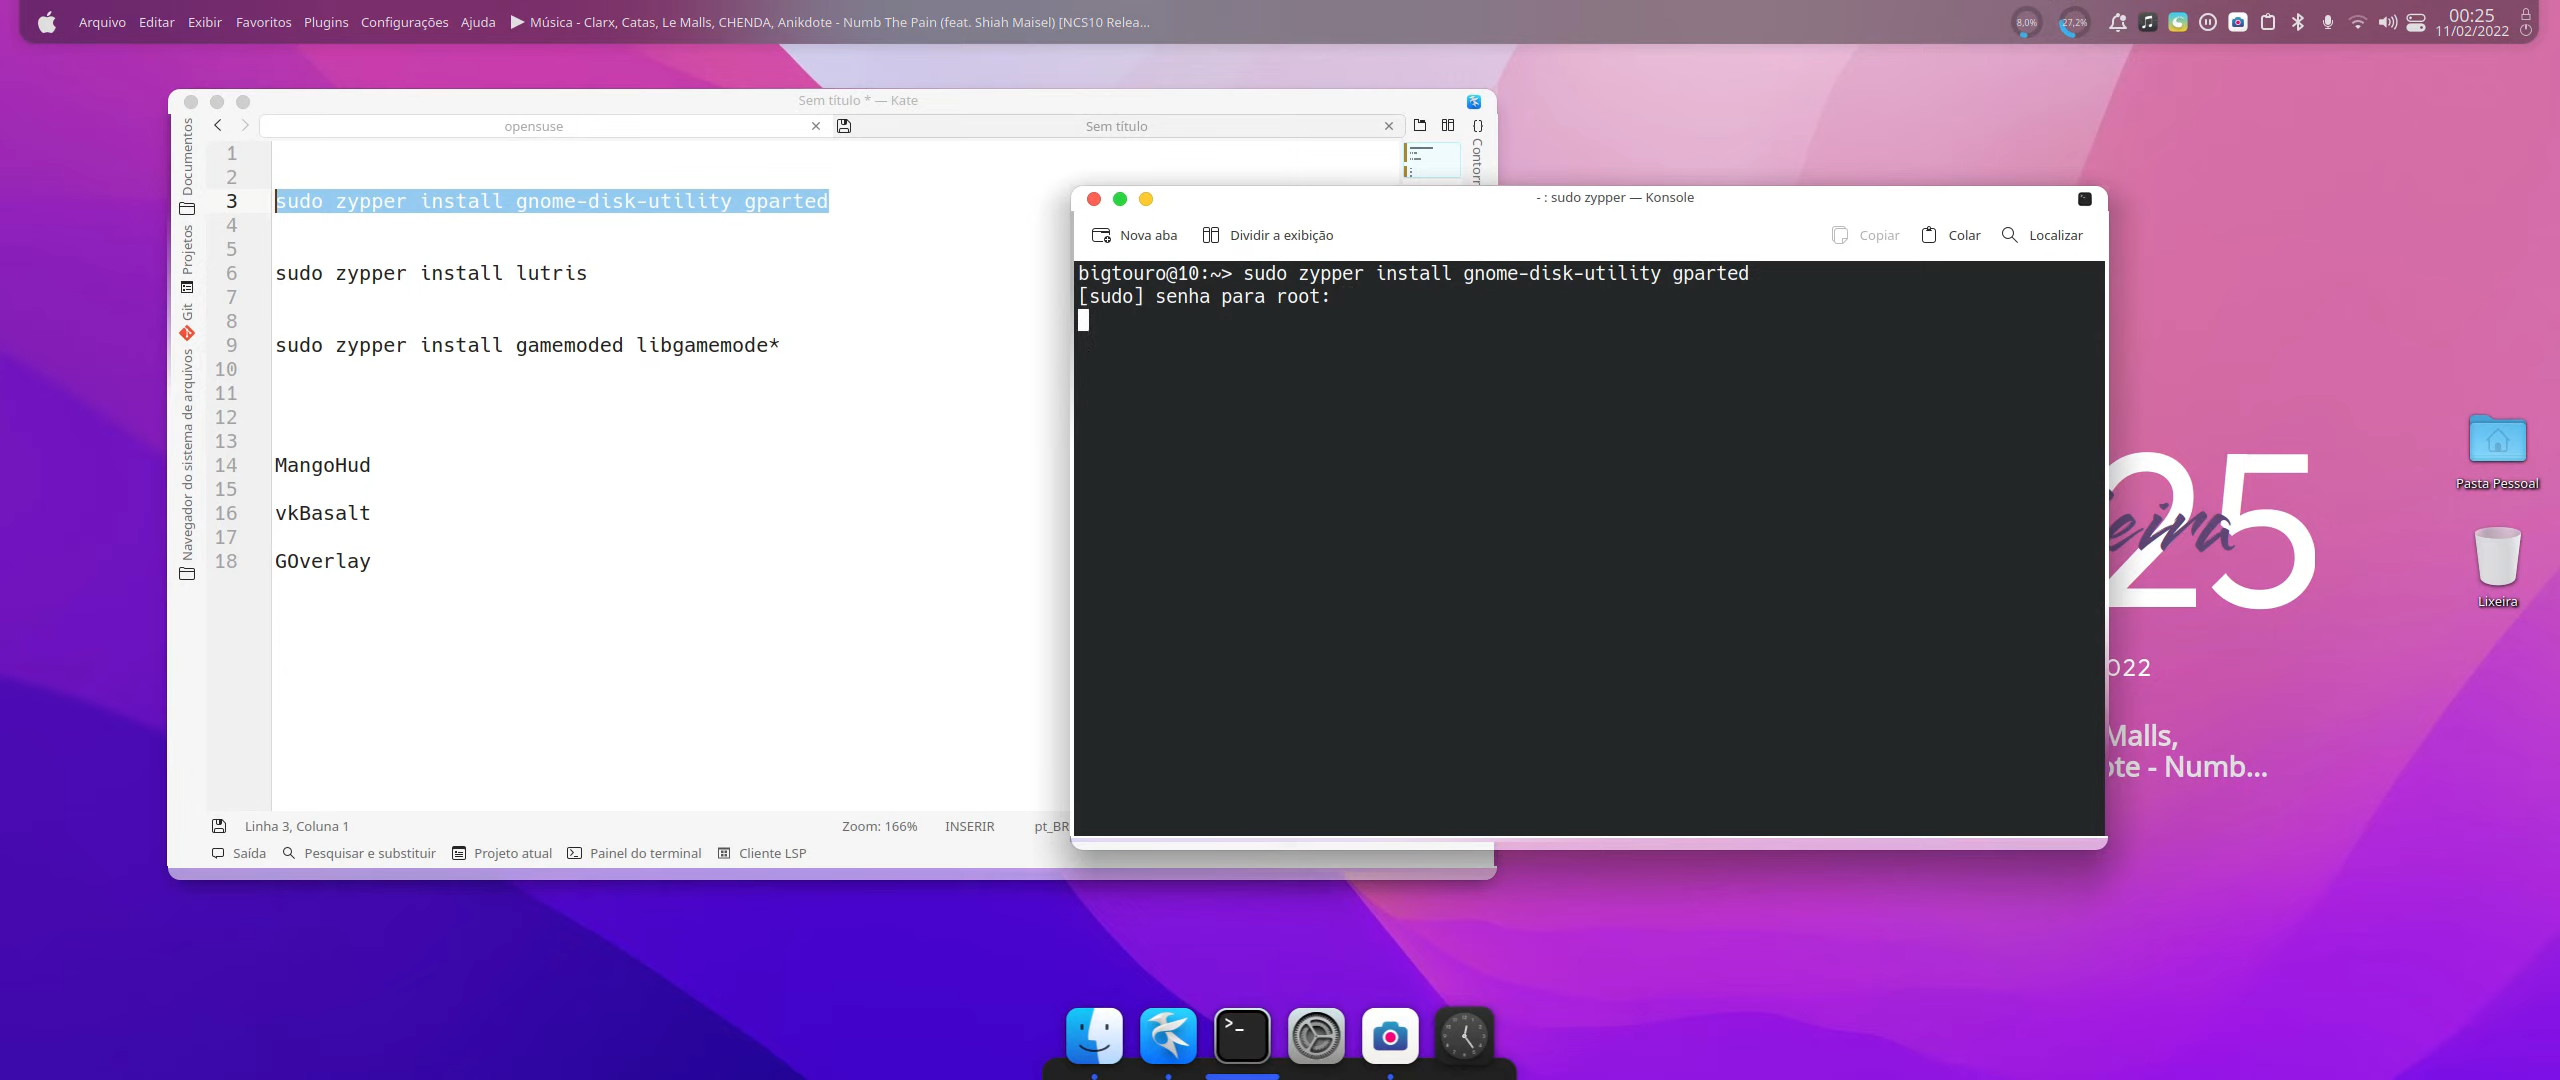 Arquivo Editar Exibir Favoritos Plugins Configurações Ajuda Música - Clarx, Catas, Le Malls, CHENDA, Anikdote - Numb The Pain (feat. Shiah Maisel) [NCS10 Relea...
8,0% 27,2%
00:25
11/02/2022
Sem título * — Kate
opensuse
Sem título
Documentos
Projetos
Git
Navegador do sistema de arquivos
1
2
3 sudo zypper install gnome-disk-utility gparted
4
5
6 sudo zypper install lutris
7
8
9 sudo zypper install gamemoded libgamemode*
10
11
12
13
14 MangoHud
15
16 vkBasalt
17
18 GOverlay
Linha 3, Coluna 1 Zoom: 166% INSERIR pt_BR
Saída Pesquisar e substituir Projeto atual Painel do terminal Cliente LSP
- : sudo zypper — Konsole
Nova aba Dividir a exibição Copiar Colar Localizar
bigtouro@10:~> sudo zypper install gnome-disk-utility gparted
[sudo] senha para root:
25
eira
022
Malls,
ote - Numb...
Pasta Pessoal
Lixeira